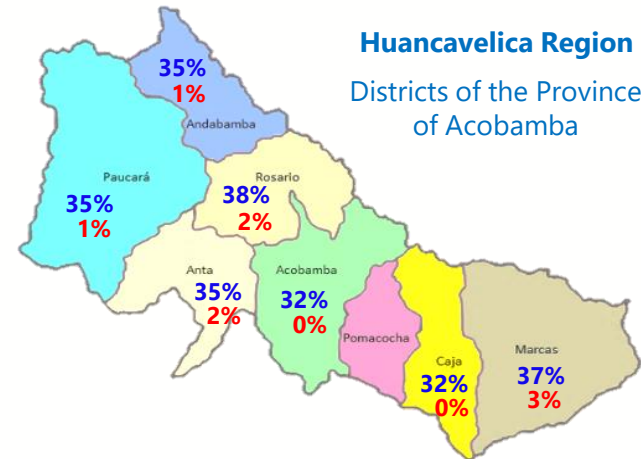 Huancavelica Region
Districts of the Province
of Acobamba
35%
1%
Andabamba
Paucará
35%
1%
Rosario
38%
2%
Anta
35%
2%
Acobamba
32%
0%
Pomacocha
Caja
32%
0%
Marcas
37%
3%